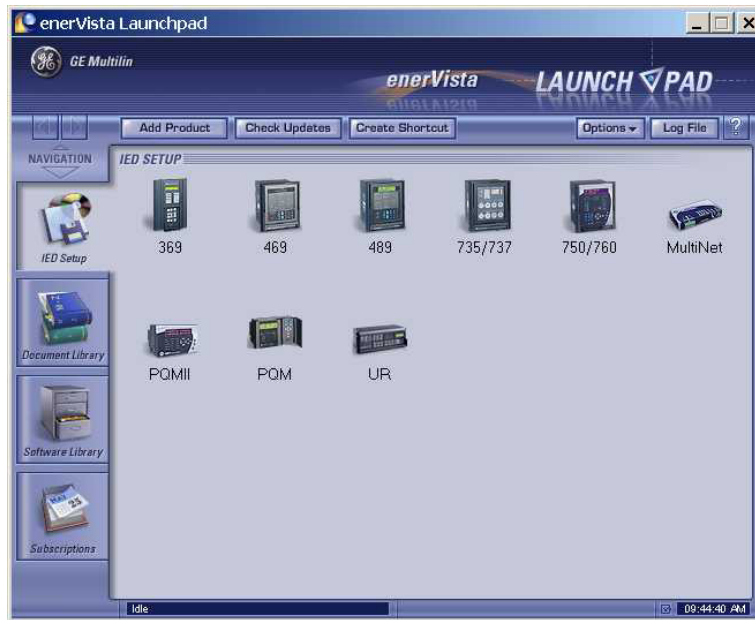 enerVista Launchpad
GE Multilin
enerVista LAUNCH PAD
Add Product Check Updates Create Shortcut Options Log File ?
NAVIGATION
IED SETUP
369 469 489 735/737 750/760 MultiNet
IED Setup
Document Library
PQMII PQM UR
Software Library
Subscriptions
Idle 09:44:40 AM